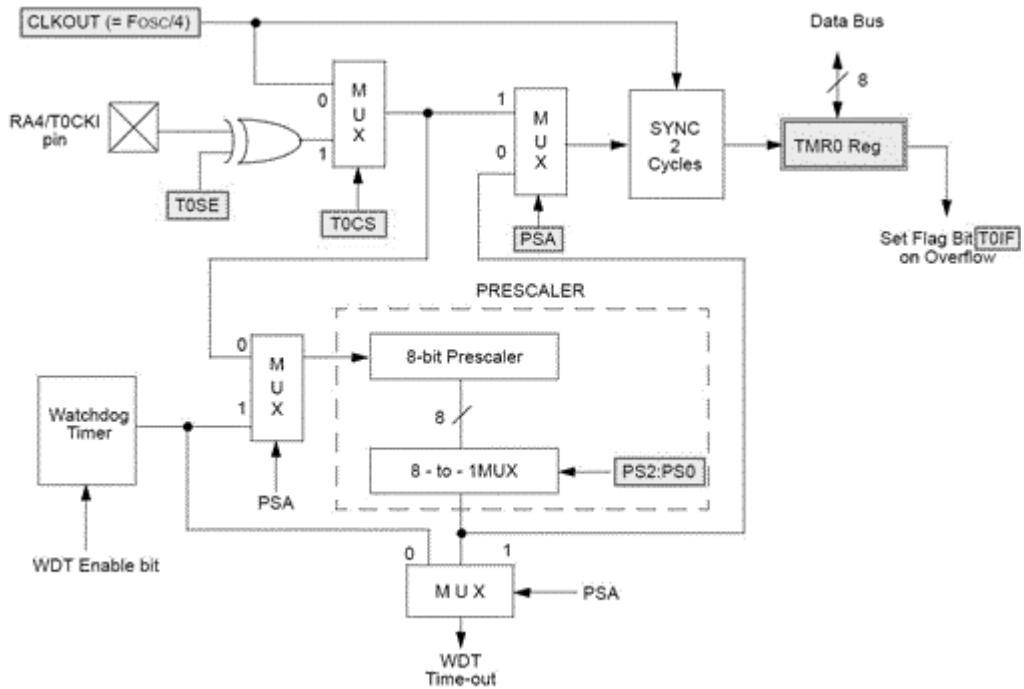 CLKOUT (= FOSC/4)
Data Bus
8
RA4/T0CKI
pin
0
1
M
U
X
T0SE
T0CS
1
0
M
U
X
PSA
SYNC
2
Cycles
TMR0 Reg
Set Flag Bit T0IF
on Overflow
PRESCALER
0
1
M
U
X
8-bit Prescaler
8
Watchdog
Timer
8 - to - 1MUX
PS2:PS0
PSA
WDT Enable bit
0
1
M U X
PSA
WDT
Time-out